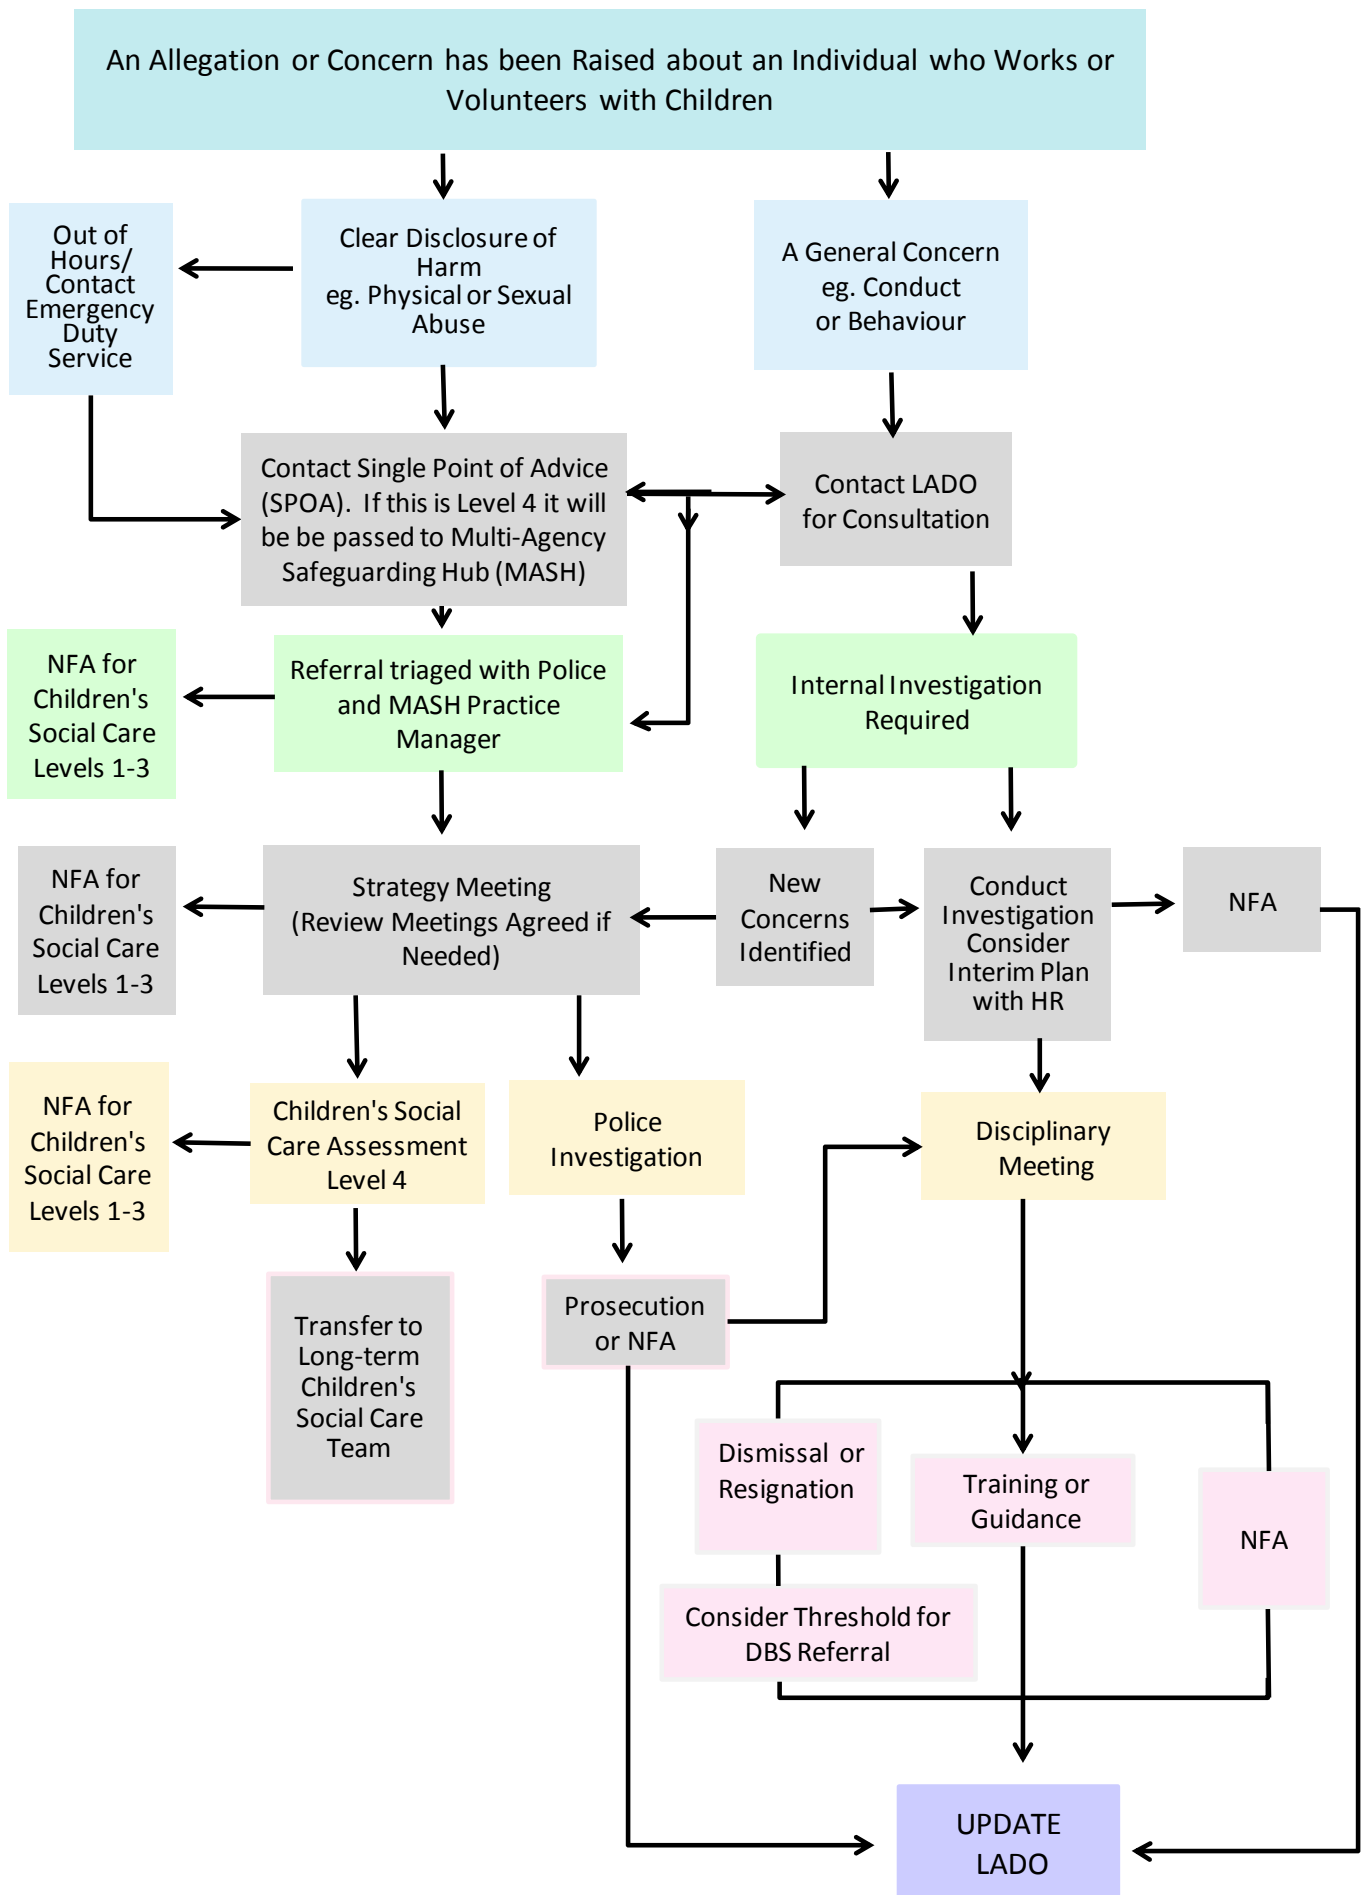 An Allegation or Concern has been Raised about an Individual who Works or
Volunteers with Children
Out of
Hours/
Contact
Emergency
Duty
Service
Clear Disclosure of
Harm
eg. Physical or Sexual
Abuse
A General Concern
eg. Conduct
or Behaviour
Contact Single Point of Advice
(SPOA). If this is Level 4 it will
be be passed to Multi-Agency
Safeguarding Hub (MASH)
Contact LADO
for Consultation
NFA for
Children's
Social Care
Levels 1-3
Referral triaged with Police
and MASH Practice
Manager
Internal Investigation
Required
NFA for
Children's
Social Care
Levels 1-3
Strategy Meeting
(Review Meetings Agreed if
Needed)
New
Concerns
Identified
Conduct
Investigation
Consider
Interim Plan
with HR
NFA
NFA for
Children's
Social Care
Levels 1-3
Children's Social
Care Assessment
Level 4
Police
Investigation
Disciplinary
Meeting
Transfer to
Long-term
Children's
Social Care
Team
Prosecution
or NFA
Dismissal or
Resignation
Training or
Guidance
NFA
Consider Threshold for
DBS Referral
UPDATE
LADO